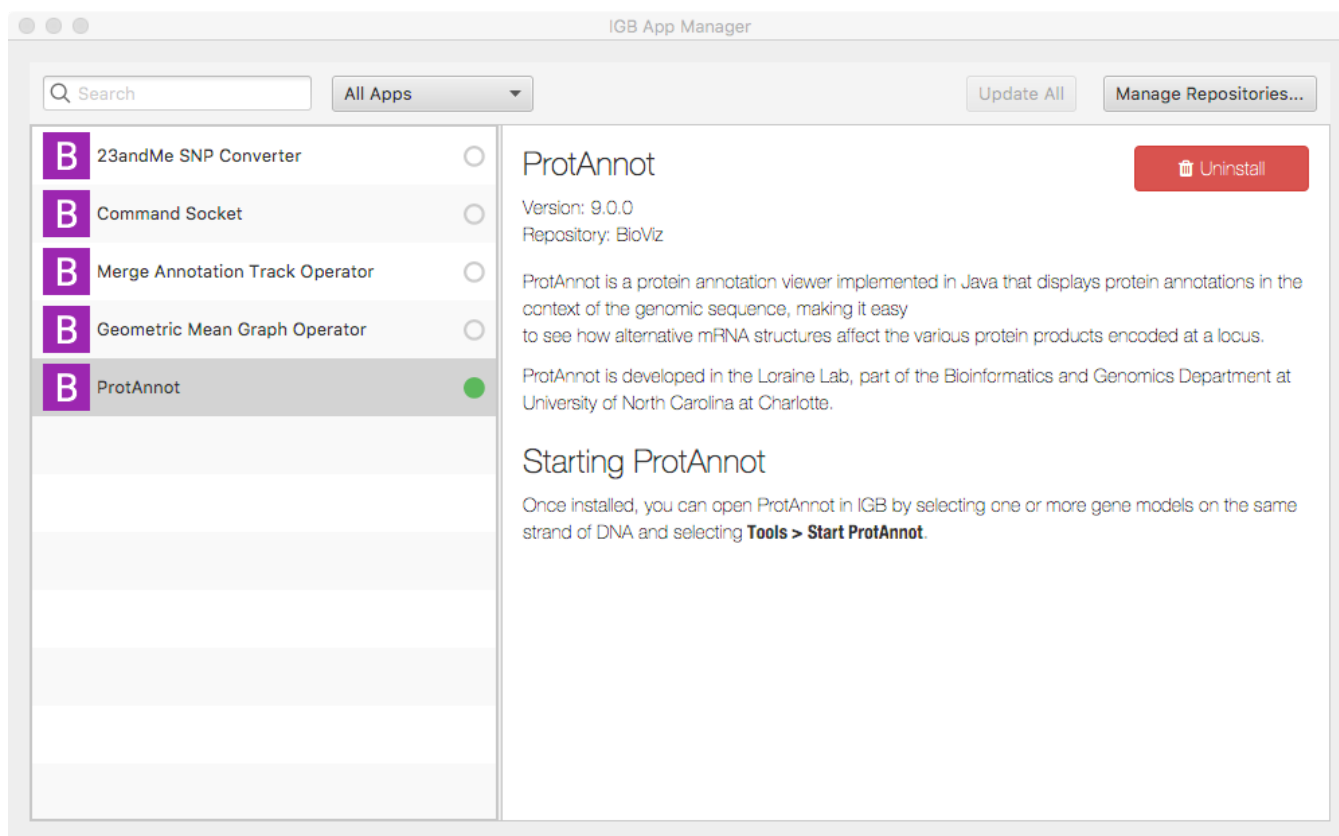 IGB App Manager
Search
All Apps
Update All
Manage Repositories...
B 23andMe SNP Converter
B Command Socket
B Merge Annotation Track Operator
B Geometric Mean Graph Operator
B ProtAnnot
ProtAnnot
Uninstall
Version: 9.0.0
Repository: BioViz
ProtAnnot is a protein annotation viewer implemented in Java that displays protein annotations in the
context of the genomic sequence, making it easy
to see how alternative mRNA structures affect the various protein products encoded at a locus.
ProtAnnot is developed in the Loraine Lab, part of the Bioinformatics and Genomics Department at
University of North Carolina at Charlotte.
Starting ProtAnnot
Once installed, you can open ProtAnnot in IGB by selecting one or more gene models on the same
strand of DNA and selecting Tools > Start ProtAnnot.